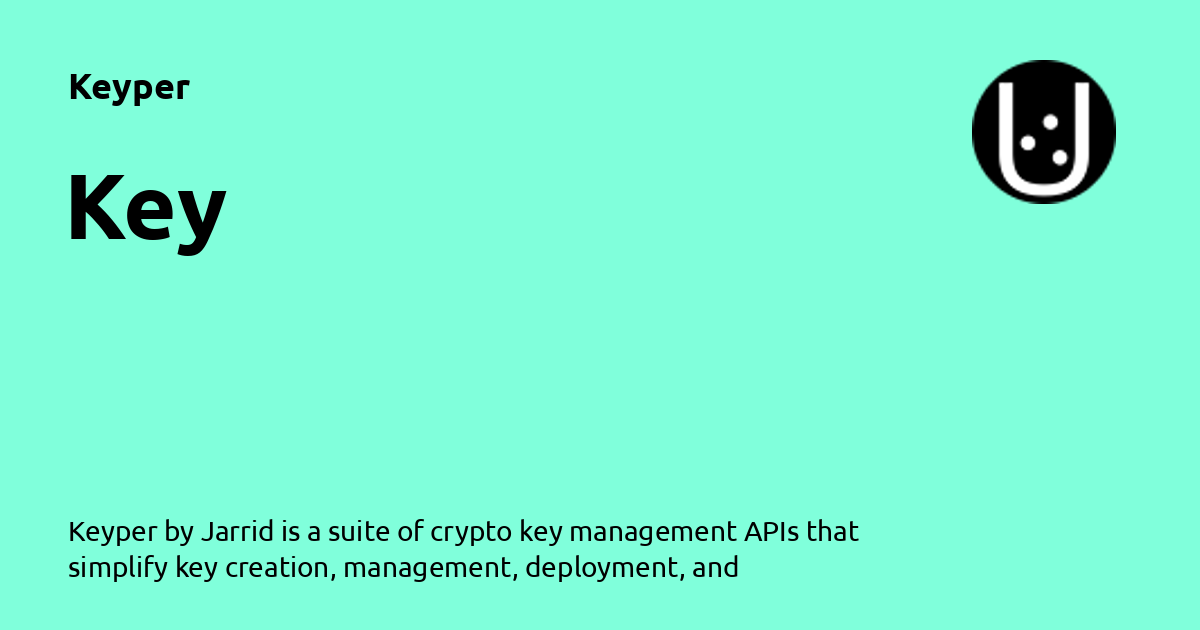 Keyper
Key
Keyper by Jarrid is a suite of crypto key management APIs that
simplify key creation, management, deployment, and